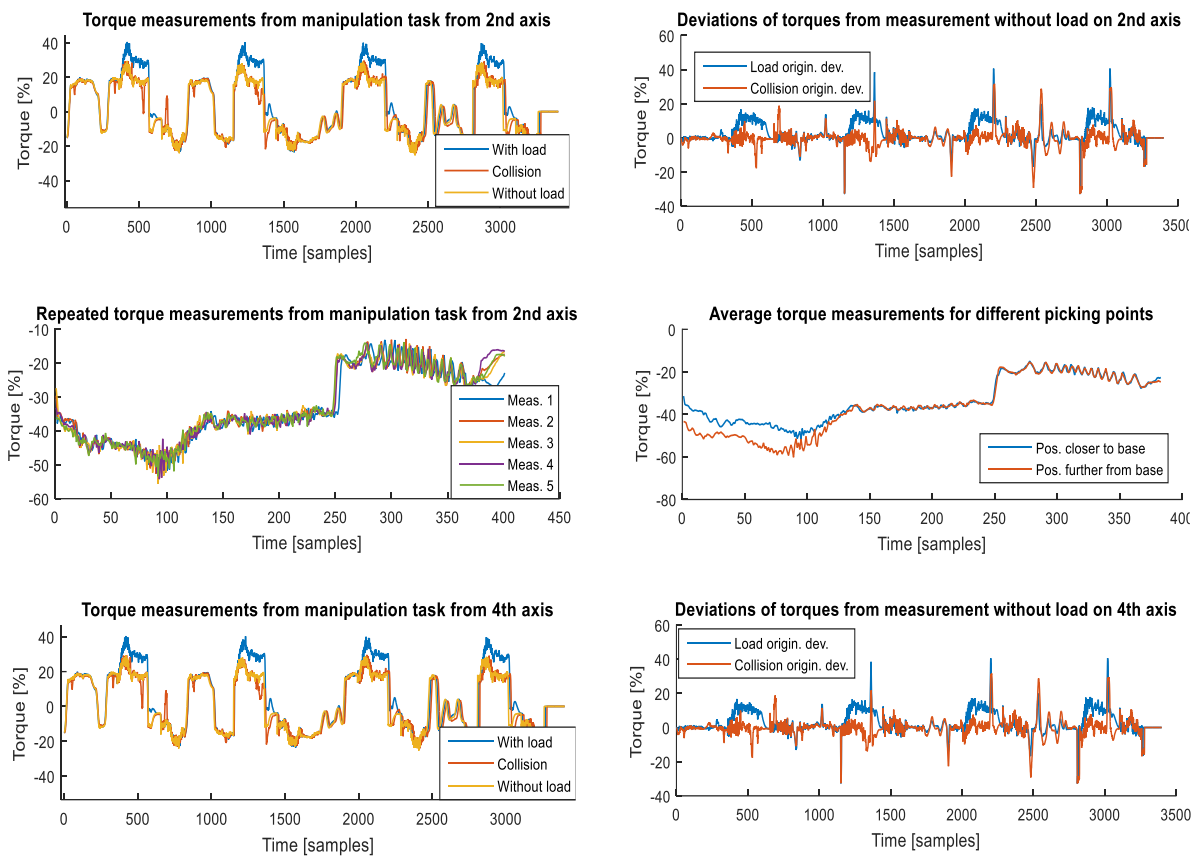 Torque measurements from manipulation task from 2nd axis
40
20
0
-20
-40
Torque [%]
With load
Collision
Without load
0 500 1000 1500 2000 2500 3000
Time [samples]
Deviations of torques from measurement without load on 2nd axis
60
40
20
0
-20
-40
Torque [%]
Load origin. dev.
Collision origin. dev.
0 500 1000 1500 2000 2500 3000 3500
Time [samples]
Repeated torque measurements from manipulation task from 2nd axis
-10
-20
-30
-40
-50
-60
Torque [%]
Meas. 1
Meas. 2
Meas. 3
Meas. 4
Meas. 5
0 50 100 150 200 250 300 350 400 450
Time [samples]
Average torque measurements for different picking points
0
-20
-40
-60
-80
Torque [%]
Pos. closer to base
Pos. further from base
0 50 100 150 200 250 300 350 400
Time [samples]
Torque measurements from manipulation task from 4th axis
40
20
0
-20
-40
Torque [%]
With load
Collision
Without load
0 500 1000 1500 2000 2500 3000
Time [samples]
Deviations of torques from measurement without load on 4th axis
60
40
20
0
-20
-40
Torque [%]
Load origin. dev.
Collision origin. dev.
0 500 1000 1500 2000 2500 3000 3500
Time [samples]